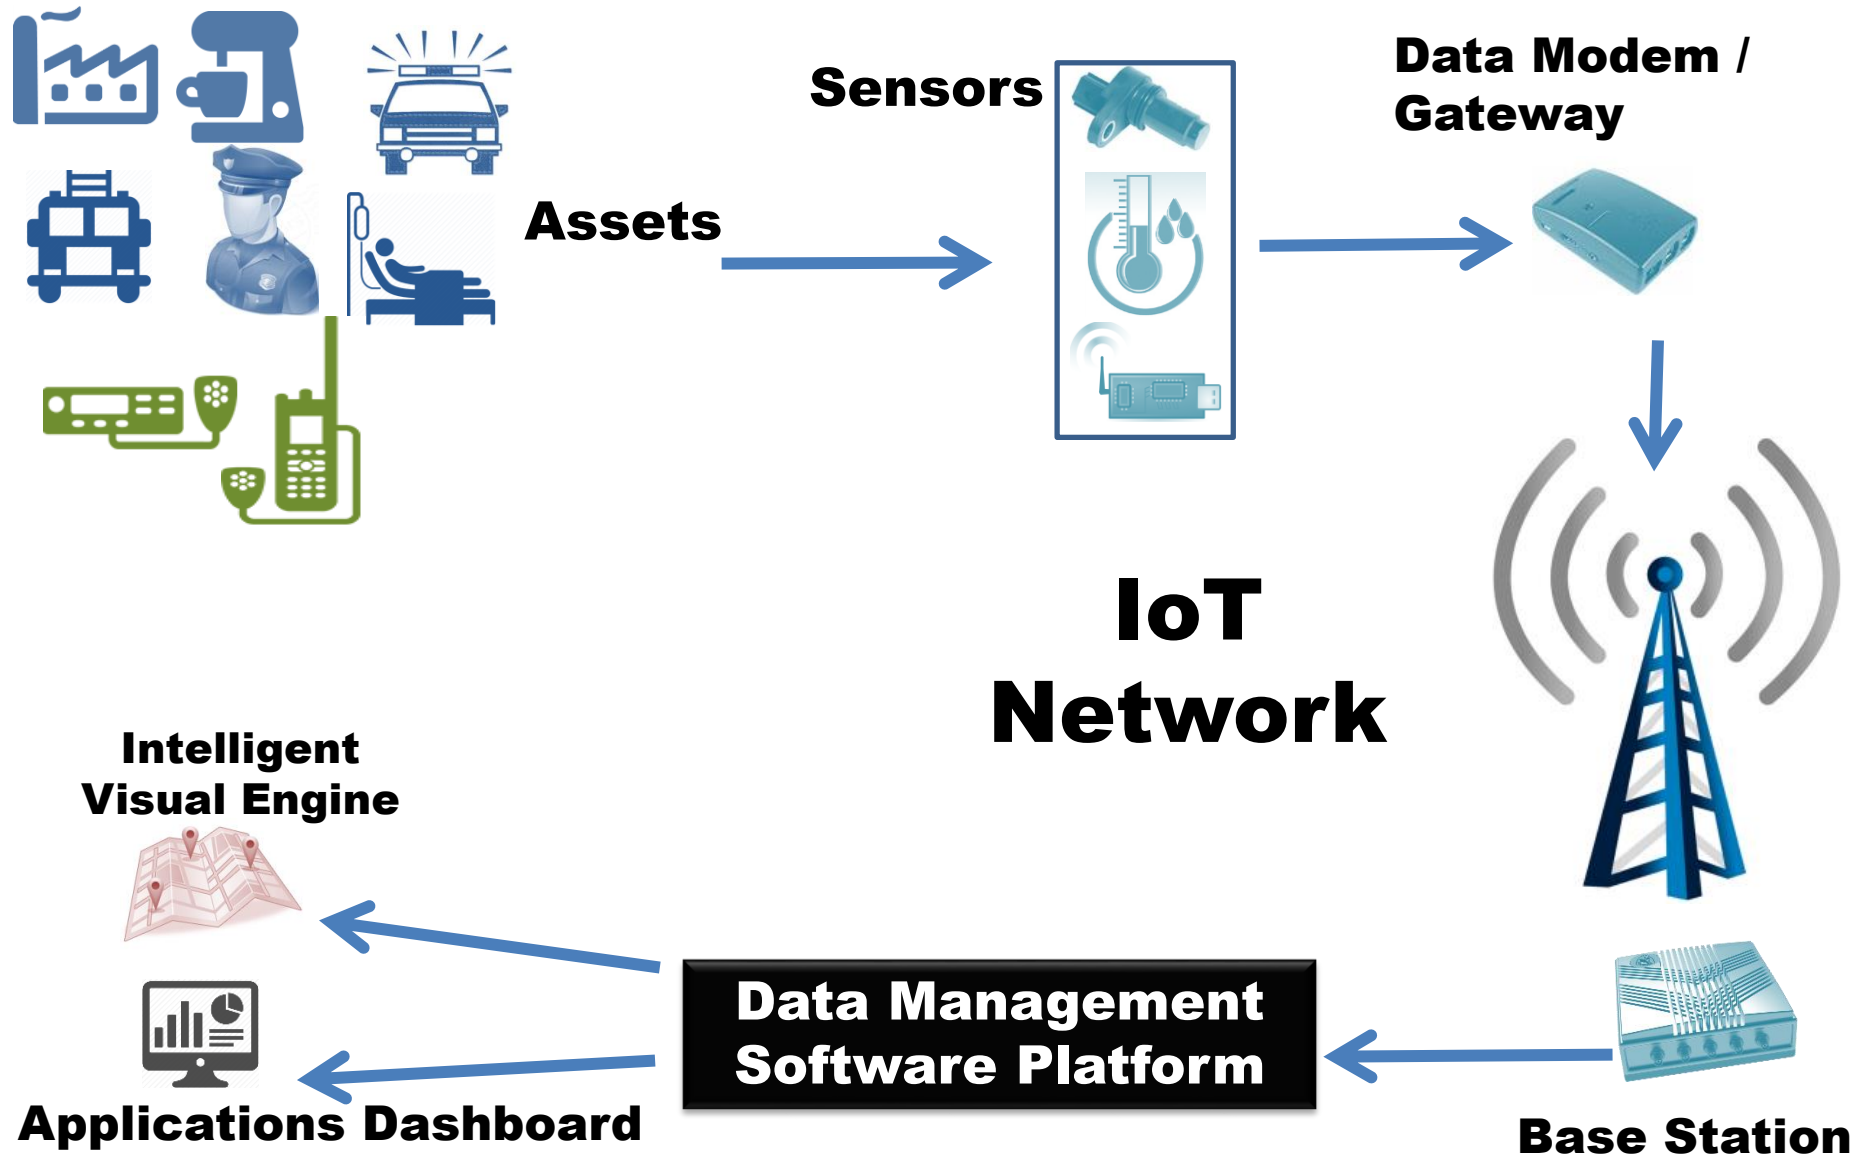 Sensors
Data Modem /
Gateway
Assets
IoT
Network
Intelligent
Visual Engine
Data Management
Software Platform
Applications Dashboard
Base Station